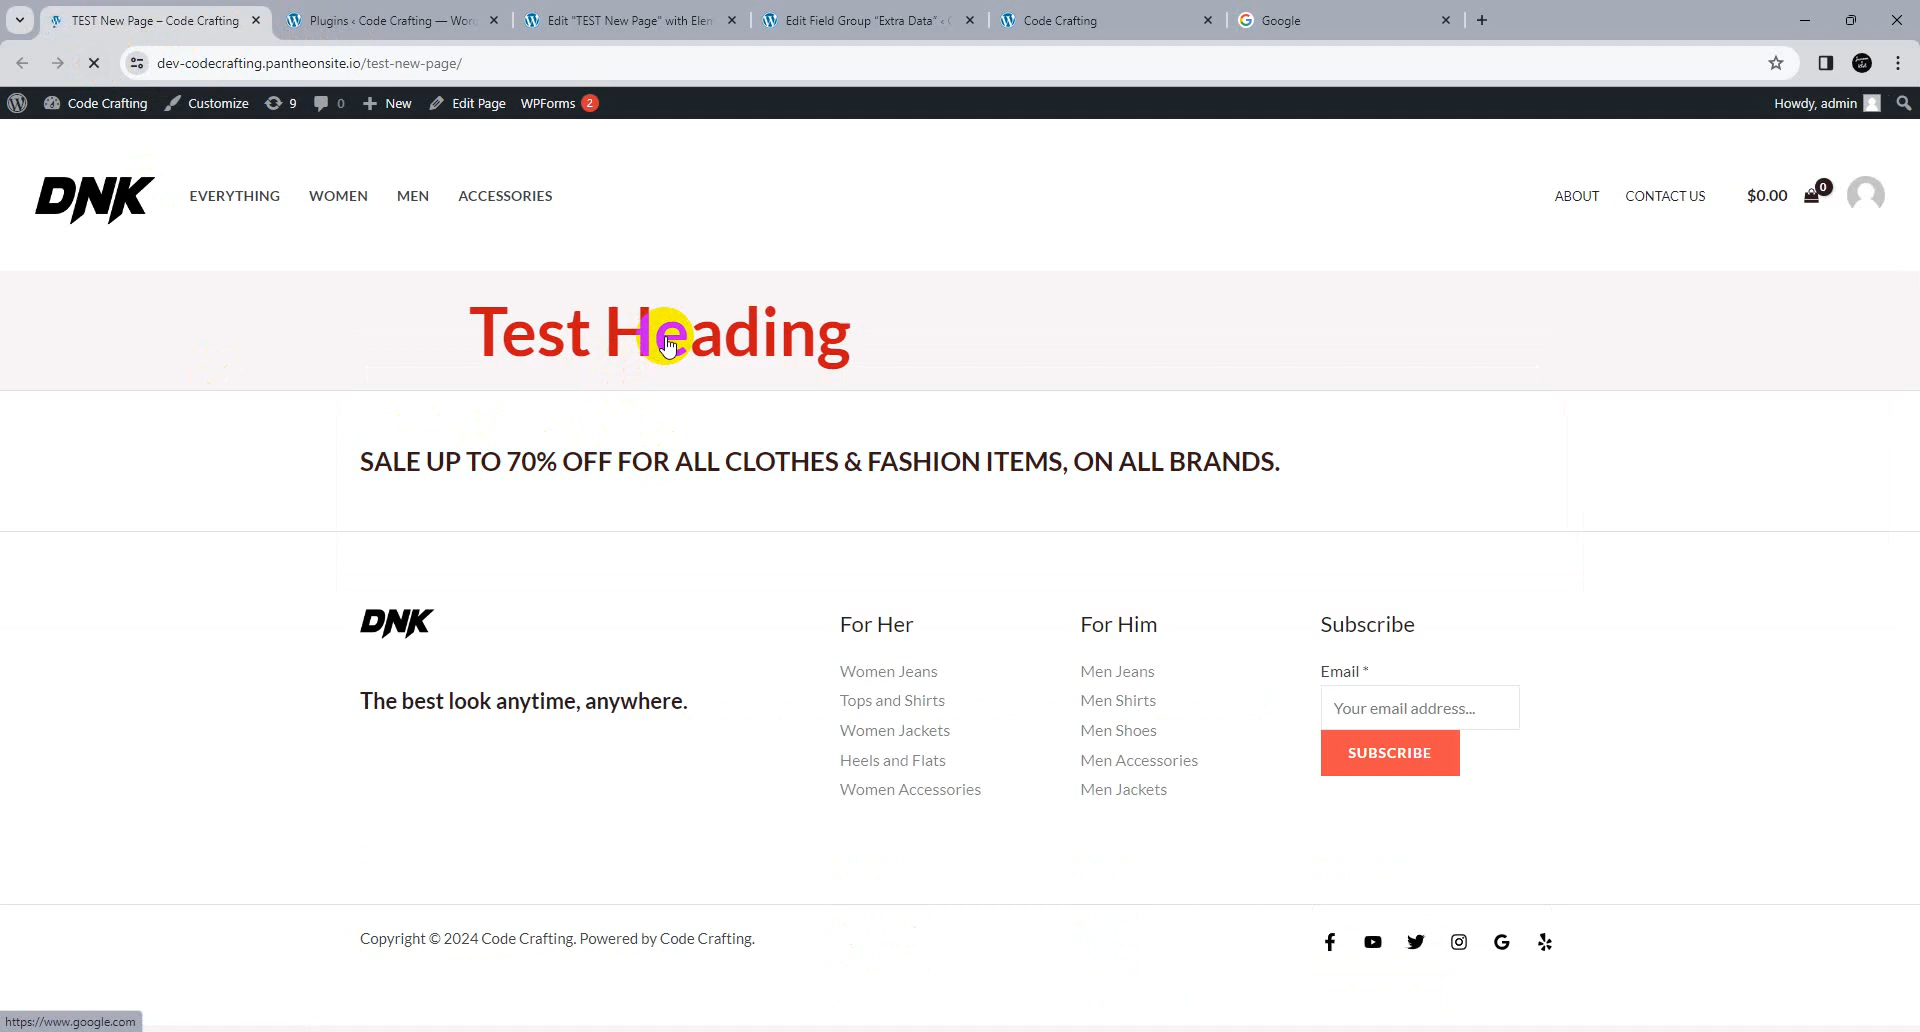 TEST New Page – Code Crafting
Plugins ‹ Code Crafting — Wor
Edit "TEST New Page" with Elem
Edit Field Group “Extra Data” ‹
Code Crafting
Google
dev-codecrafting.pantheonsite.io/test-new-page/
Code Crafting
Customize
9
0
New
Edit Page
WPForms 2
Howdy, admin
DNK
EVERYTHING
WOMEN
MEN
ACCESSORIES
ABOUT
CONTACT US
$0.00
0
Test Heading
SALE UP TO 70% OFF FOR ALL CLOTHES & FASHION ITEMS, ON ALL BRANDS.
DNK
The best look anytime, anywhere.
For Her
Women Jeans
Tops and Shirts
Women Jackets
Heels and Flats
Women Accessories
For Him
Men Jeans
Men Shirts
Men Shoes
Men Accessories
Men Jackets
Subscribe
Email *
Your email address...
SUBSCRIBE
Copyright © 2024 Code Crafting. Powered by Code Crafting.
https://www.google.com